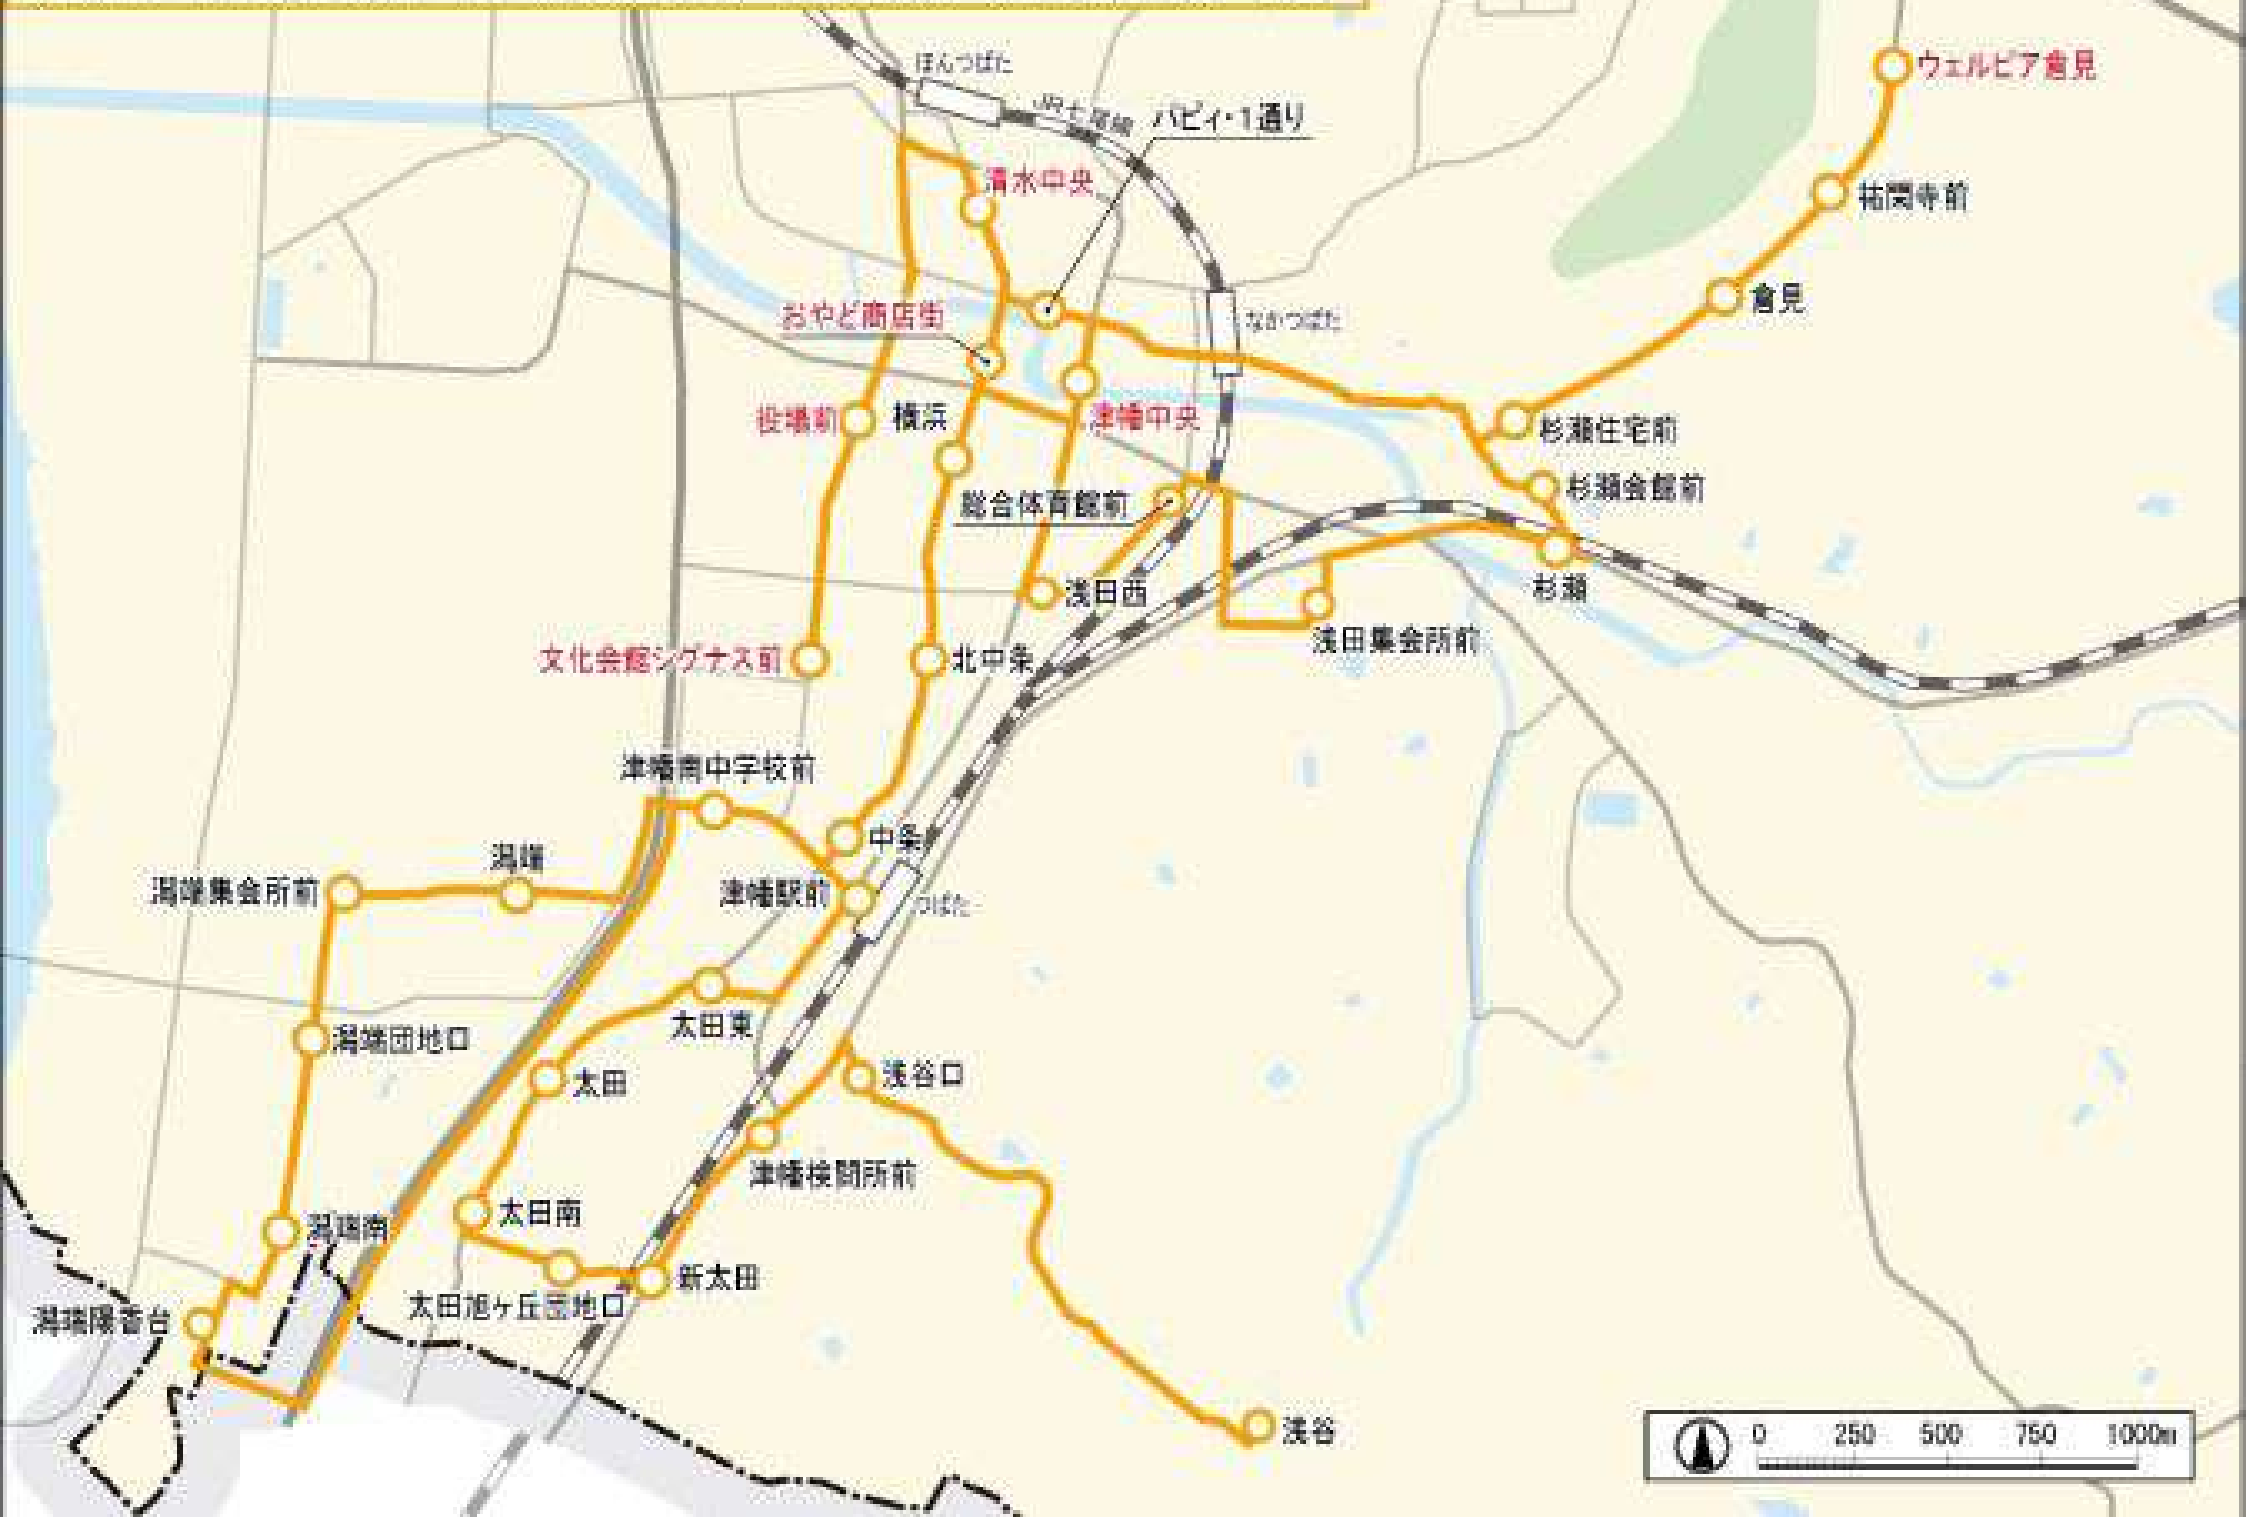 ほんつばた
JR七尾線
パピィ・1通り
ウェルピア倉見
清水中央
祐閑寺前
倉見
おやど商店街
なかつばた
役場前
横浜
津幡中央
杉瀬住宅前
杉瀬会館前
総合体育館前
浅田西
杉瀬
浅田集会所前
文化会館シグナス前
北中条
津幡南中学校前
中条
潟端
潟端集会所前
津幡駅前
つばた
太田東
潟端団地口
太田
浅谷口
津幡検問所前
太田南
潟端南
新太田
太田旭ヶ丘団地口
潟端陽香台
浅谷
0 250 500 750 1000m